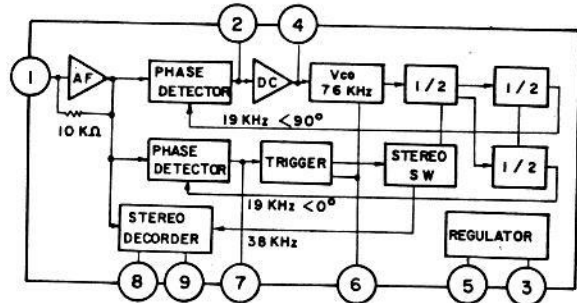 2
4
1
AF
PHASE
DETECTOR
DC
VCO
76 KHz
1/2
1/2
10 KΩ
19 KHz <90°
PHASE
DETECTOR
TRIGGER
STEREO
SW
1/2
19 KHz <0°
STEREO
DECORDER
38 KHz
REGULATOR
8
9
7
6
5
3